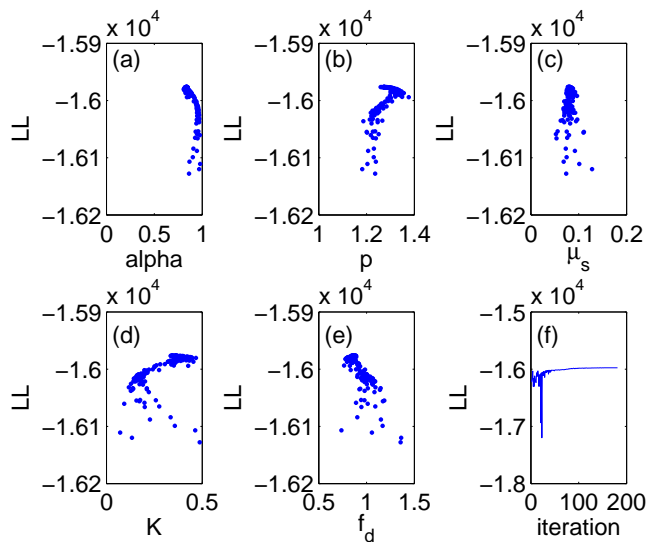 x 10^4 x 10^4 x 10^4
(a) (b) (c)
−1.59 −1.59 −1.59
−1.6 −1.6 −1.6
−1.61 −1.61 −1.61
−1.62 −1.62 −1.62
LL LL LL
0 0.5 1 1 1.2 1.4 0 0.1 0.2
alpha p μ_s
x 10^4 x 10^4 x 10^4
(d) (e) (f)
−1.59 −1.59 −1.5
−1.6 −1.6 −1.6
−1.61 −1.61 −1.7
−1.62 −1.62 −1.8
LL LL LL
0 0.5 0.5 1 1.5 0 100 200
K f_d iteration